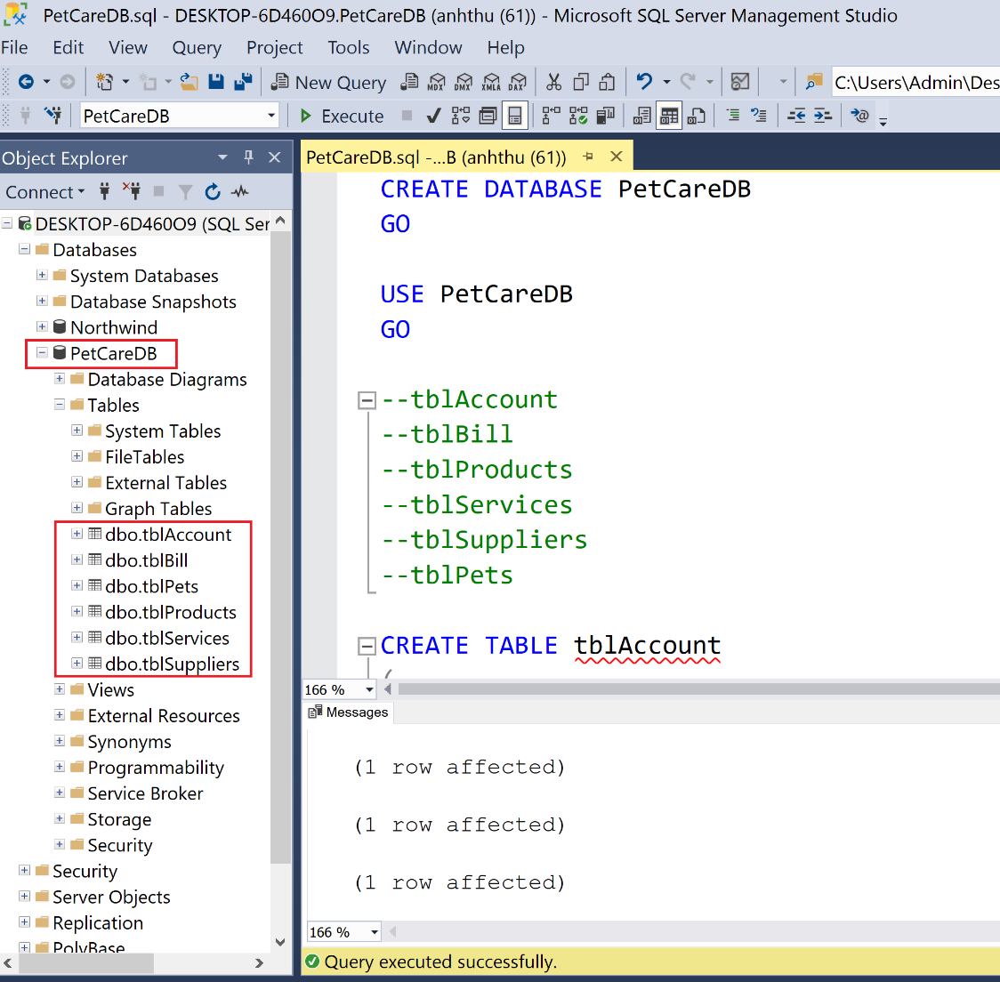 PetCareDB.sql - DESKTOP-6D460O9.PetCareDB (anhthu (61)) - Microsoft SQL Server Management Studio
File Edit View Query Project Tools Window Help
New Query MDX DMX XMLA DAX C:\Users\Admin\Des
PetCareDB Execute
Object Explorer
Connect
DESKTOP-6D460O9 (SQL Ser
Databases
System Databases
Database Snapshots
Northwind
PetCareDB
Database Diagrams
Tables
System Tables
FileTables
External Tables
Graph Tables
dbo.tblAccount
dbo.tblBill
dbo.tblPets
dbo.tblProducts
dbo.tblServices
dbo.tblSuppliers
Views
External Resources
Synonyms
Programmability
Service Broker
Storage
Security
Security
Server Objects
Replication
PolyBase
PetCareDB.sql -...B (anhthu (61))
CREATE DATABASE PetCareDB
GO
USE PetCareDB
GO
--tblAccount
--tblBill
--tblProducts
--tblServices
--tblSuppliers
--tblPets
CREATE TABLE tblAccount
(
166 %
Messages
(1 row affected)
(1 row affected)
(1 row affected)
166 %
Query executed successfully.